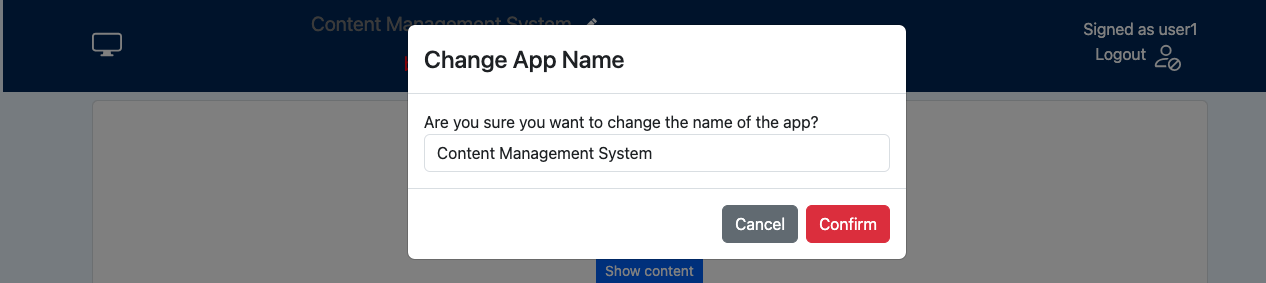 Content Management System
Signed as user1
Logout
Change App Name
Are you sure you want to change the name of the app?
Content Management System
Cancel
Confirm
Show content